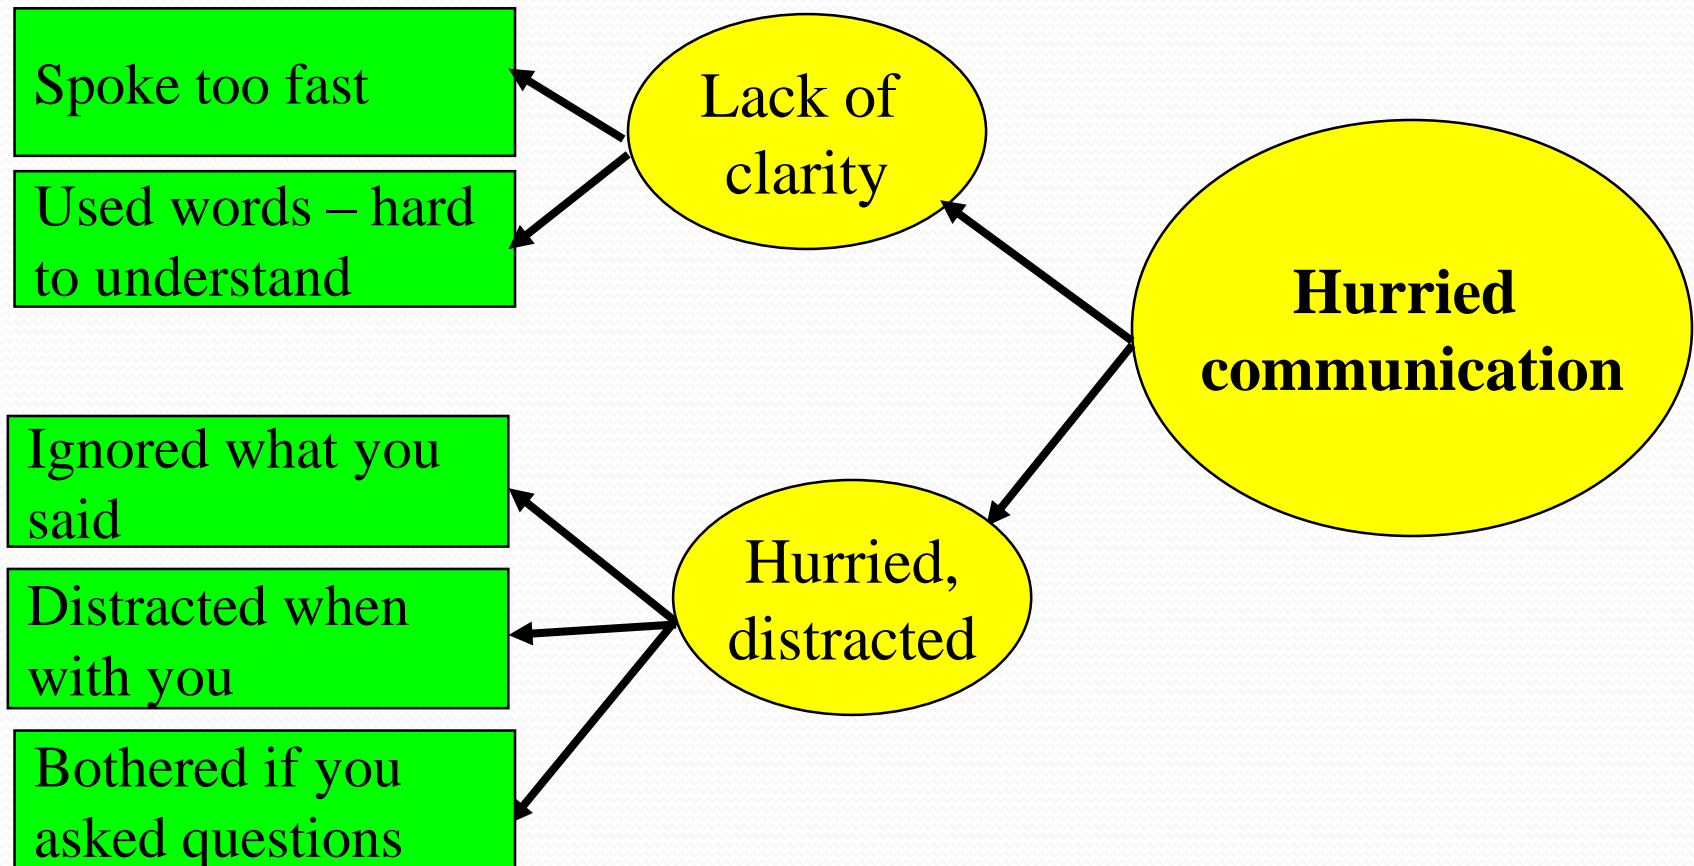 Spoke too fast
Used words – hard
to understand
Ignored what you
said
Distracted when
with you
Bothered if you
asked questions
Lack of
clarity
Hurried,
distracted
Hurried
communication